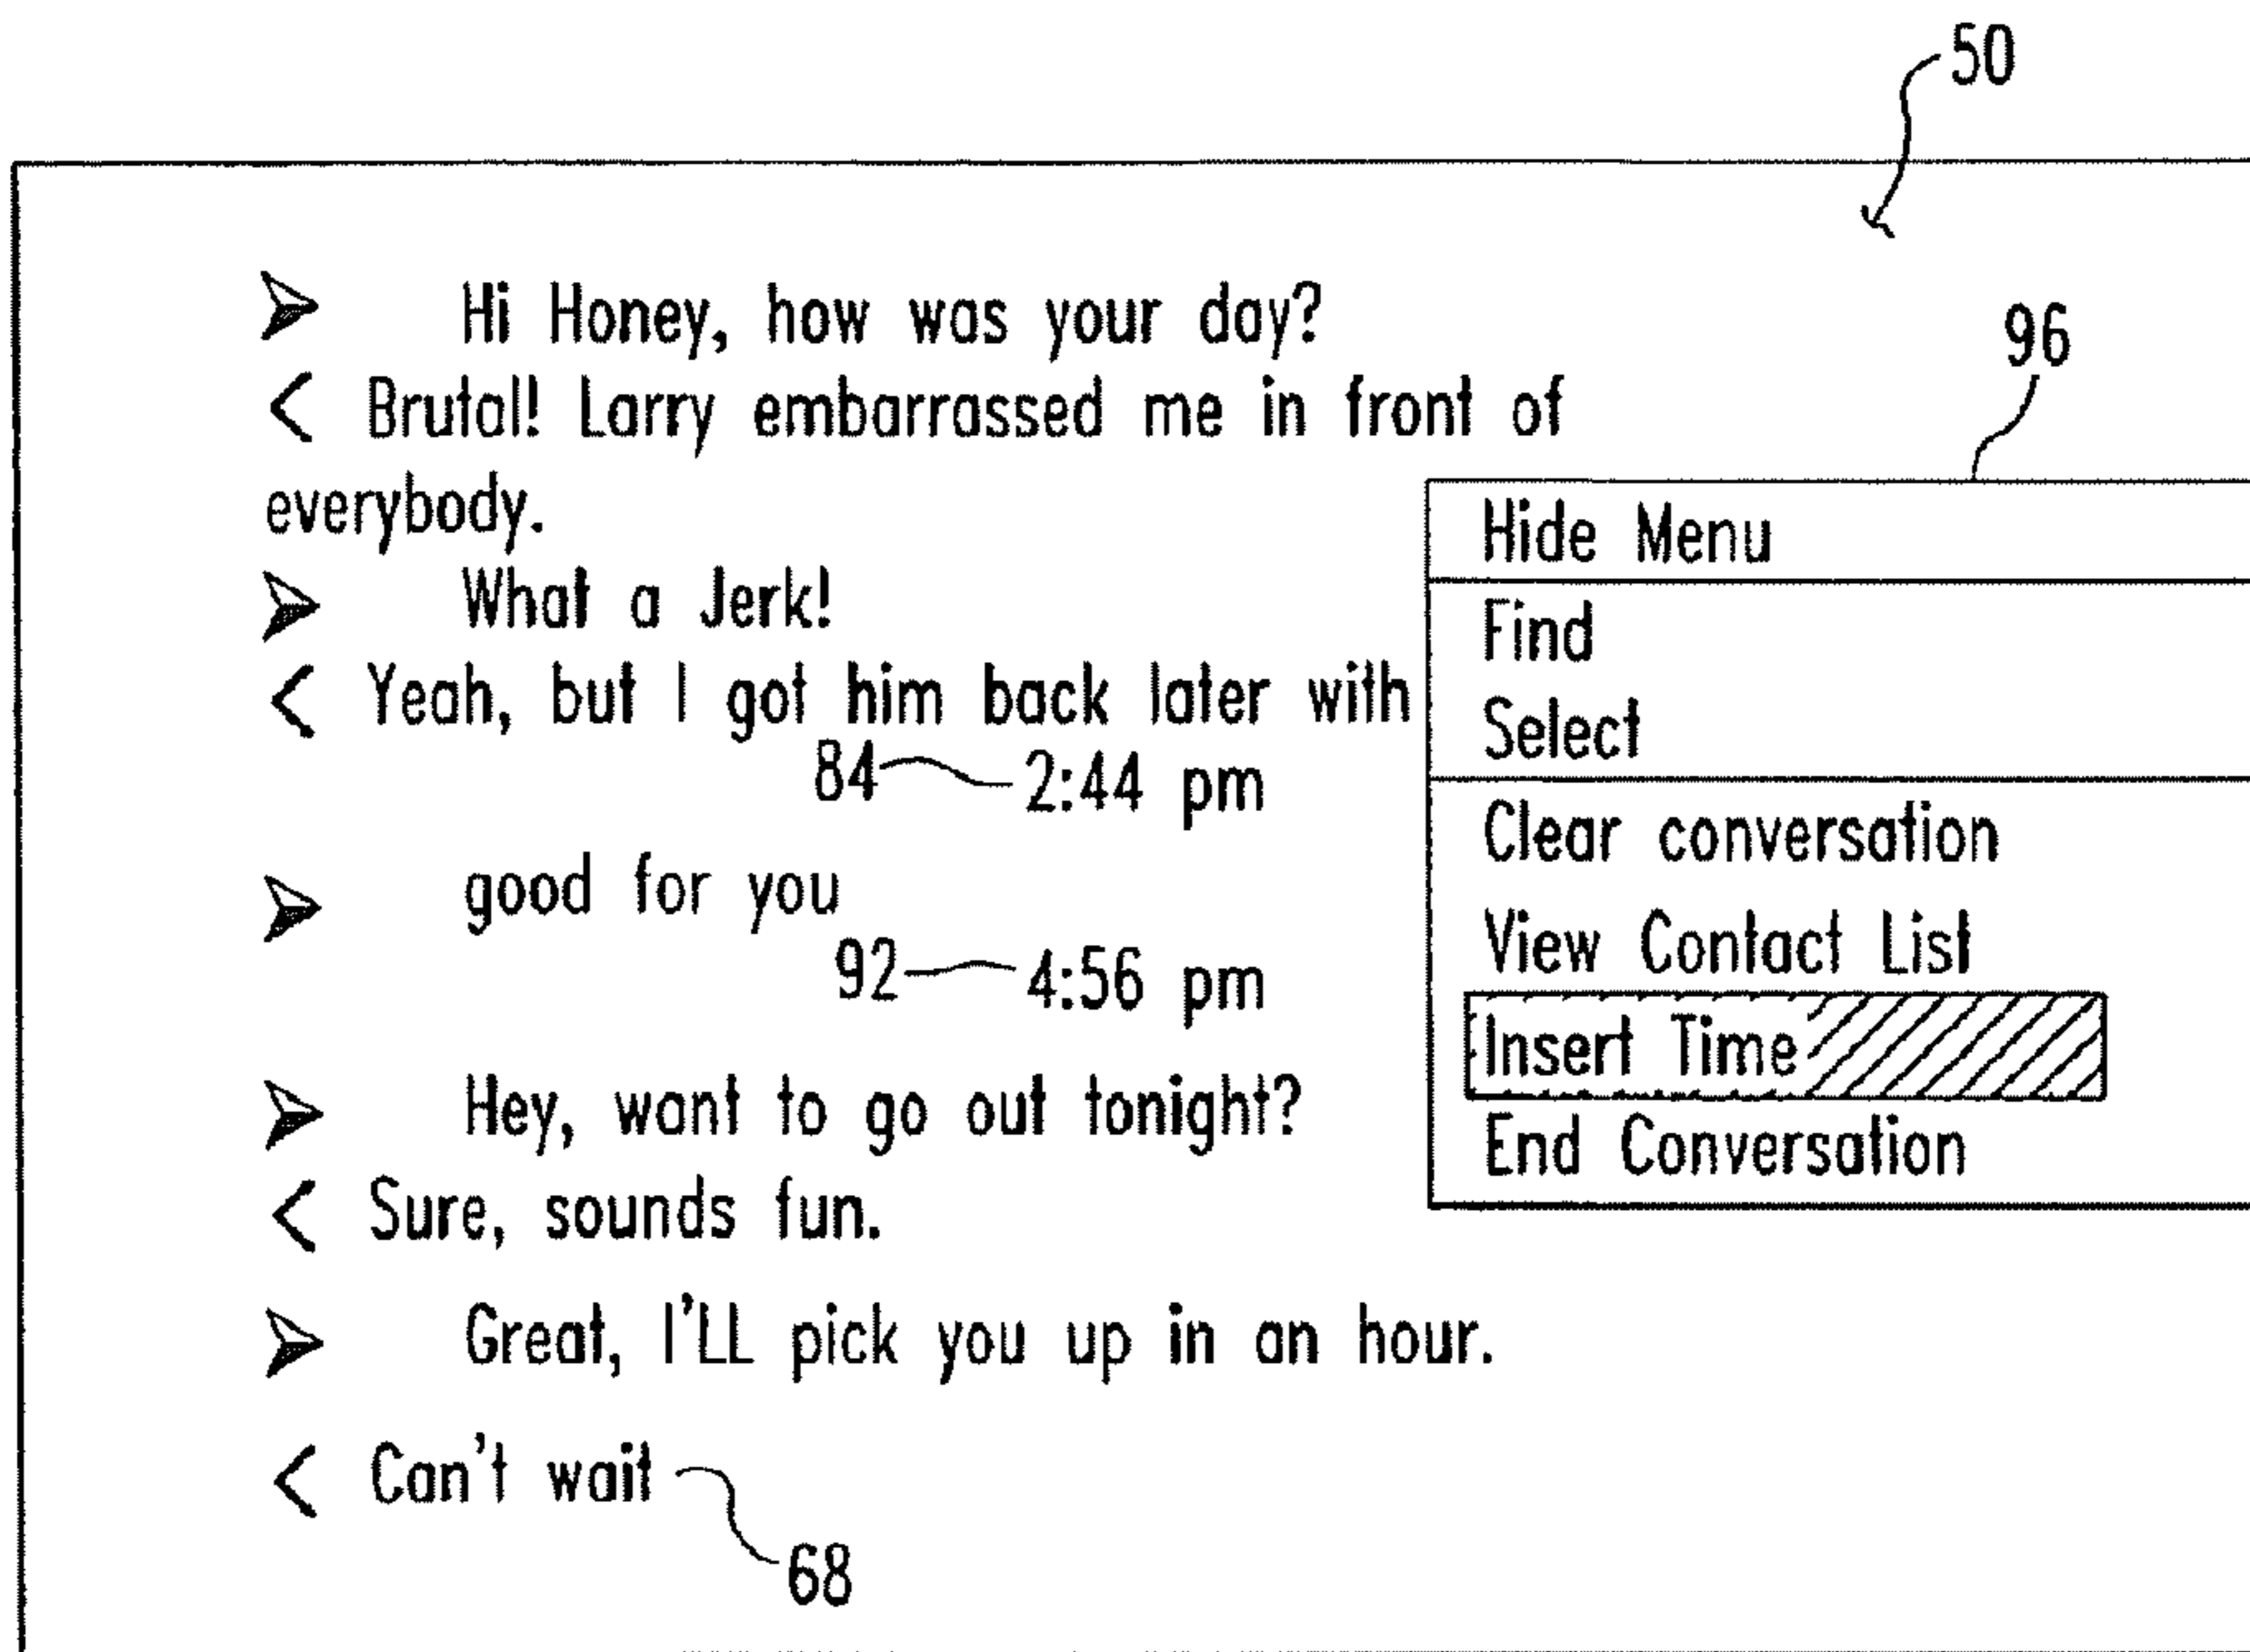 50
> Hi Honey, how was your day?
< Brutal! Larry embarrassed me in front of
everybody.
> What a Jerk!
< Yeah, but I got him back later with
84 2:44 pm
> good for you
92 4:56 pm
> Hey, want to go out tonight?
< Sure, sounds fun.
> Great, I'LL pick you up in an hour.
< Can't wait
68
96
Hide Menu
Find
Select
Clear conversation
View Contact List
Insert Time
End Conversation